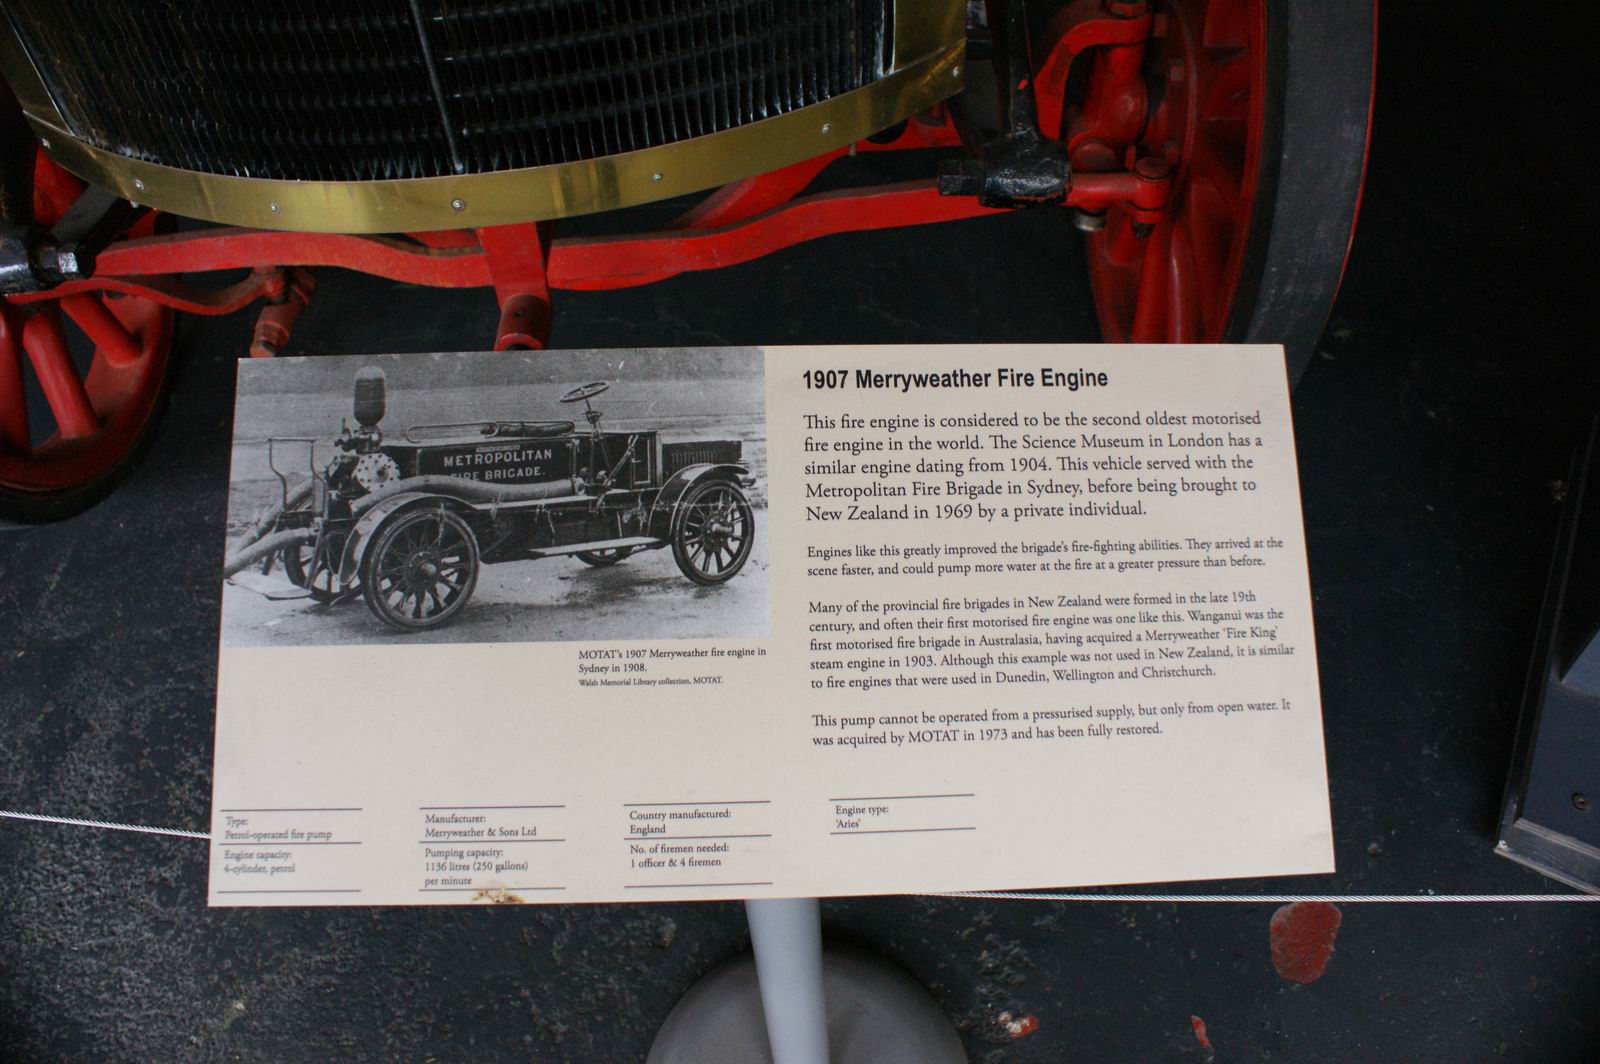 METROPOLITAN
FIRE BRIGADE.
MOTAT's 1907 Merryweather fire engine in
Sydney in 1908.
Walsh Memorial Library collection, MOTAT.
1907 Merryweather Fire Engine
This fire engine is considered to be the second oldest motorised
fire engine in the world. The Science Museum in London has a
similar engine dating from 1904. This vehicle served with the
Metropolitan Fire Brigade in Sydney, before being brought to
New Zealand in 1969 by a private individual.
Engines like this greatly improved the brigade's fire-fighting abilities. They arrived at the
scene faster, and could pump more water at the fire at a greater pressure than before.
Many of the provincial fire brigades in New Zealand were formed in the late 19th
century, and often their first motorised fire engine was one like this. Wanganui was the
first motorised fire brigade in Australasia, having acquired a Merryweather 'Fire King'
steam engine in 1903. Although this example was not used in New Zealand, it is similar
to fire engines that were used in Dunedin, Wellington and Christchurch.
This pump cannot be operated from a pressurised supply, but only from open water. It
was acquired by MOTAT in 1973 and has been fully restored.
Type:
Petrol-operated fire pump
Engine capacity:
4-cylinder, petrol
Manufacturer:
Merryweather & Sons Ltd
Pumping capacity:
1136 litres (250 gallons)
per minute
Country manufactured:
England
No. of firemen needed:
1 officer & 4 firemen
Engine type:
'Aries'